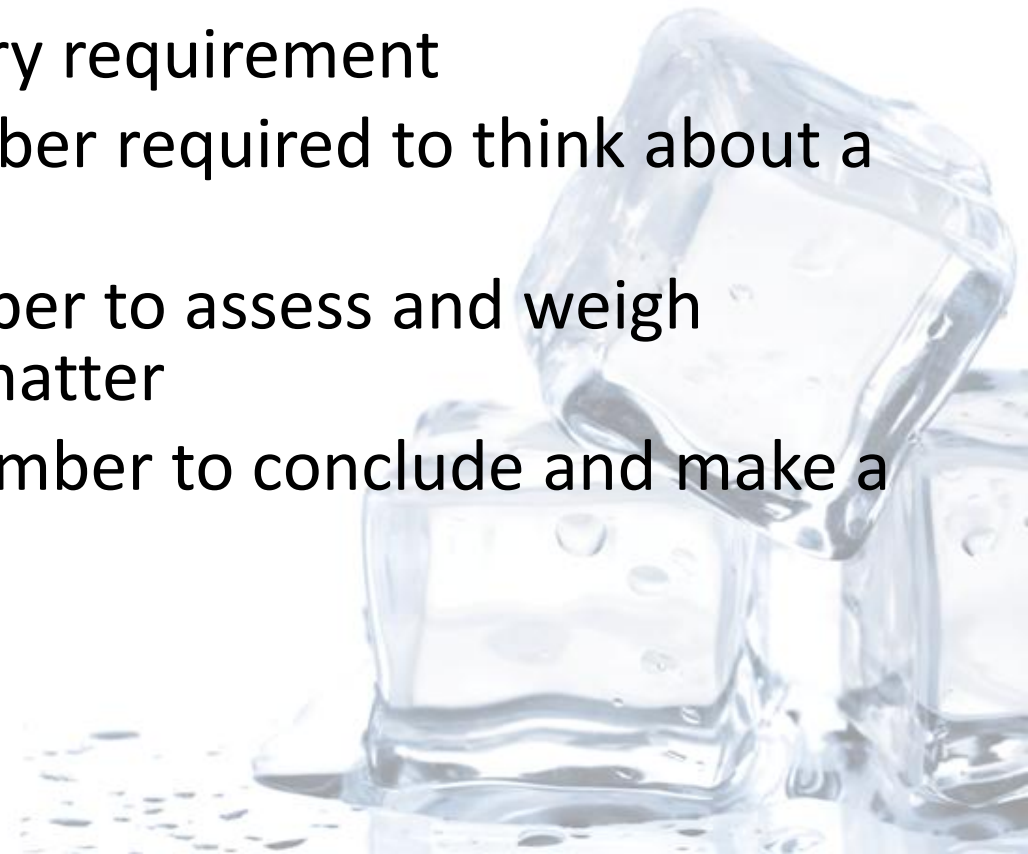 ry requirement
ber required to think about a
ber to assess and weigh
natter
mber to conclude and make a